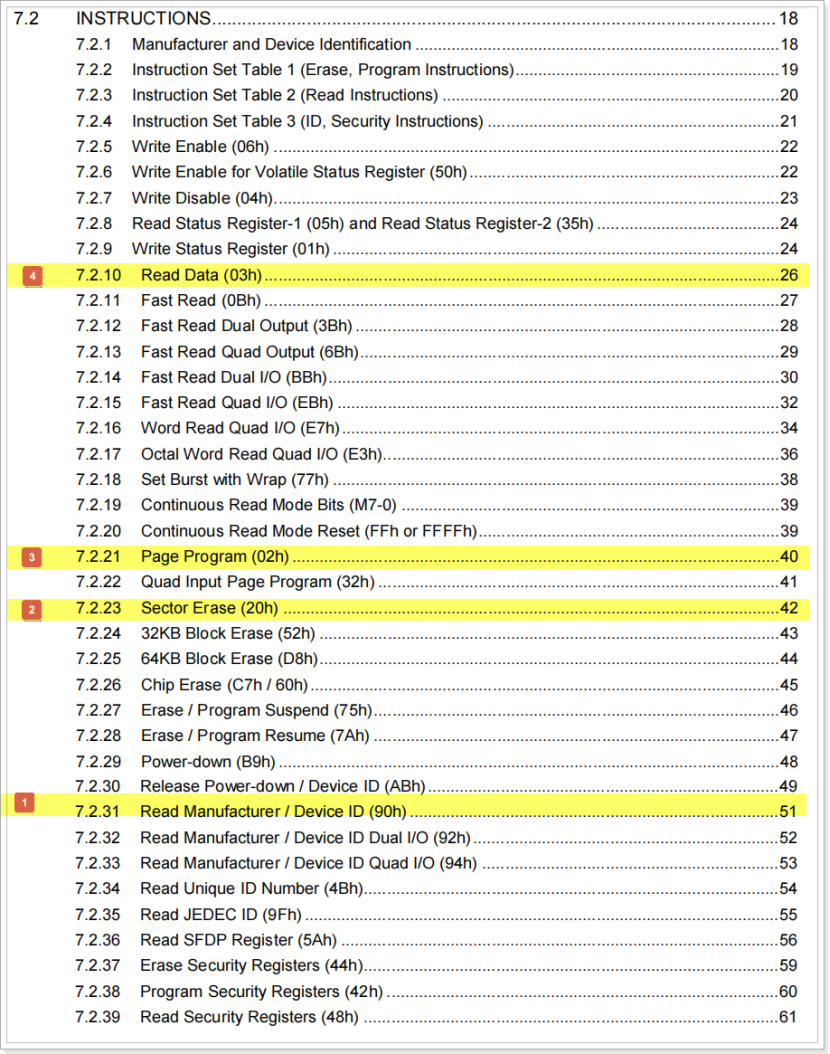 7.2 INSTRUCTIONS.......... 18
7.2.1 Manufacturer and Device Identification .......... 18
7.2.2 Instruction Set Table 1 (Erase, Program Instructions).......... 19
7.2.3 Instruction Set Table 2 (Read Instructions) .......... 20
7.2.4 Instruction Set Table 3 (ID, Security Instructions) .......... 21
7.2.5 Write Enable (06h) .......... 22
7.2.6 Write Enable for Volatile Status Register (50h).......... 22
7.2.7 Write Disable (04h).......... 23
7.2.8 Read Status Register-1 (05h) and Read Status Register-2 (35h) .......... 24
7.2.9 Write Status Register (01h) .......... 24
4 7.2.10 Read Data (03h).......... 26
7.2.11 Fast Read (0Bh) .......... 27
7.2.12 Fast Read Dual Output (3Bh) .......... 28
7.2.13 Fast Read Quad Output (6Bh).......... 29
7.2.14 Fast Read Dual I/O (BBh).......... 30
7.2.15 Fast Read Quad I/O (EBh) .......... 32
7.2.16 Word Read Quad I/O (E7h).......... 34
7.2.17 Octal Word Read Quad I/O (E3h).......... 36
7.2.18 Set Burst with Wrap (77h) .......... 38
7.2.19 Continuous Read Mode Bits (M7-0) .......... 39
7.2.20 Continuous Read Mode Reset (FFh or FFFFh).......... 39
3 7.2.21 Page Program (02h) .......... 40
7.2.22 Quad Input Page Program (32h) .......... 41
2 7.2.23 Sector Erase (20h) .......... 42
7.2.24 32KB Block Erase (52h) .......... 43
7.2.25 64KB Block Erase (D8h).......... 44
7.2.26 Chip Erase (C7h / 60h).......... 45
7.2.27 Erase / Program Suspend (75h).......... 46
7.2.28 Erase / Program Resume (7Ah) .......... 47
7.2.29 Power-down (B9h) .......... 48
7.2.30 Release Power-down / Device ID (ABh).......... 49
1 7.2.31 Read Manufacturer / Device ID (90h) .......... 51
7.2.32 Read Manufacturer / Device ID Dual I/O (92h) .......... 52
7.2.33 Read Manufacturer / Device ID Quad I/O (94h) .......... 53
7.2.34 Read Unique ID Number (4Bh).......... 54
7.2.35 Read JEDEC ID (9Fh) .......... 55
7.2.36 Read SFDP Register (5Ah) .......... 56
7.2.37 Erase Security Registers (44h).......... 59
7.2.38 Program Security Registers (42h) .......... 60
7.2.39 Read Security Registers (48h) .......... 61